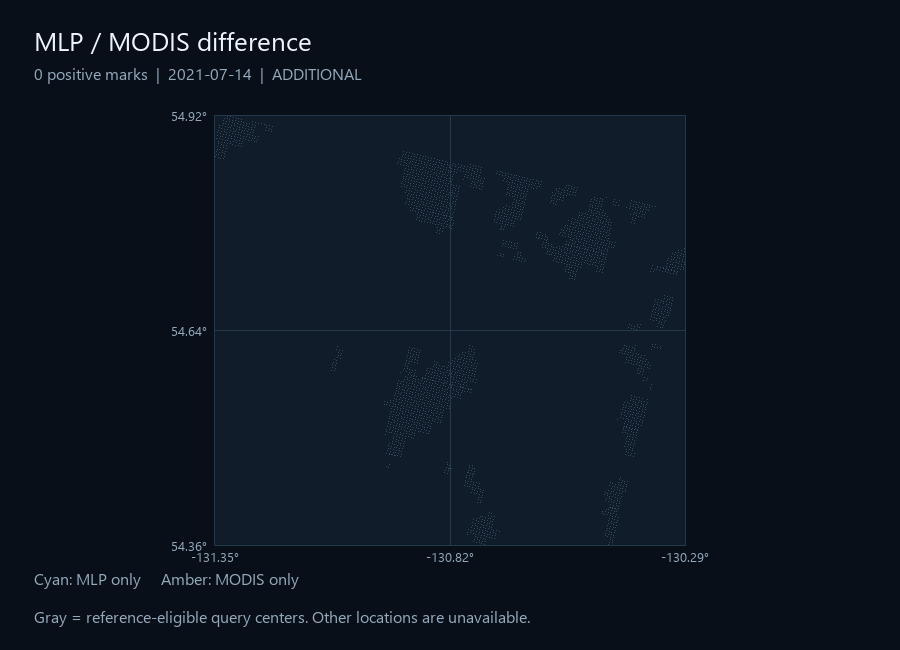 MLP / MODIS difference
0 positive marks | 2021-07-14 | ADDITIONAL
54.92°
54.64°
54.36°
-131.35° -130.82° -130.29°
Cyan: MLP only Amber: MODIS only
Gray = reference-eligible query centers. Other locations are unavailable.